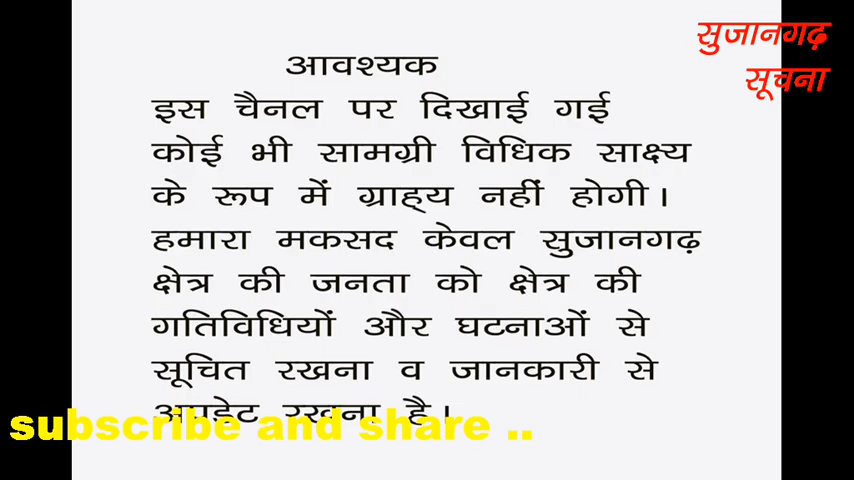 सुजानगढ़
सूचना
आवश्यक
इस चैनल पर दिखाई गई
कोई भी सामग्री विधिक साक्ष्य
के रूप में ग्राह्य नहीं होगी।
हमारा मकसद केवल सुजानगढ़
क्षेत्र की जनता को क्षेत्र की
गतिविधियों और घटनाओं से
सूचित रखना व जानकारी से
अपडेट रखना है।
subscribe and share ..